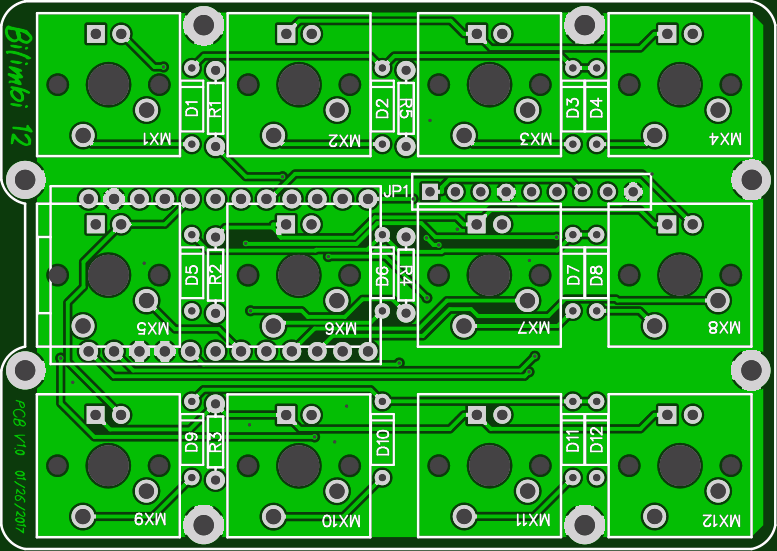 Bilimbi 12
D1
R1
D2
R5
D3
D4
MX1
MX2
MX3
MX4
JP1
D5
R2
D6
R4
D7
D8
MX5
MX6
MX7
MX8
PCB V1.0 01/26/2017
D9
R3
D10
D11
D12
MX9
MX10
MX11
MX12